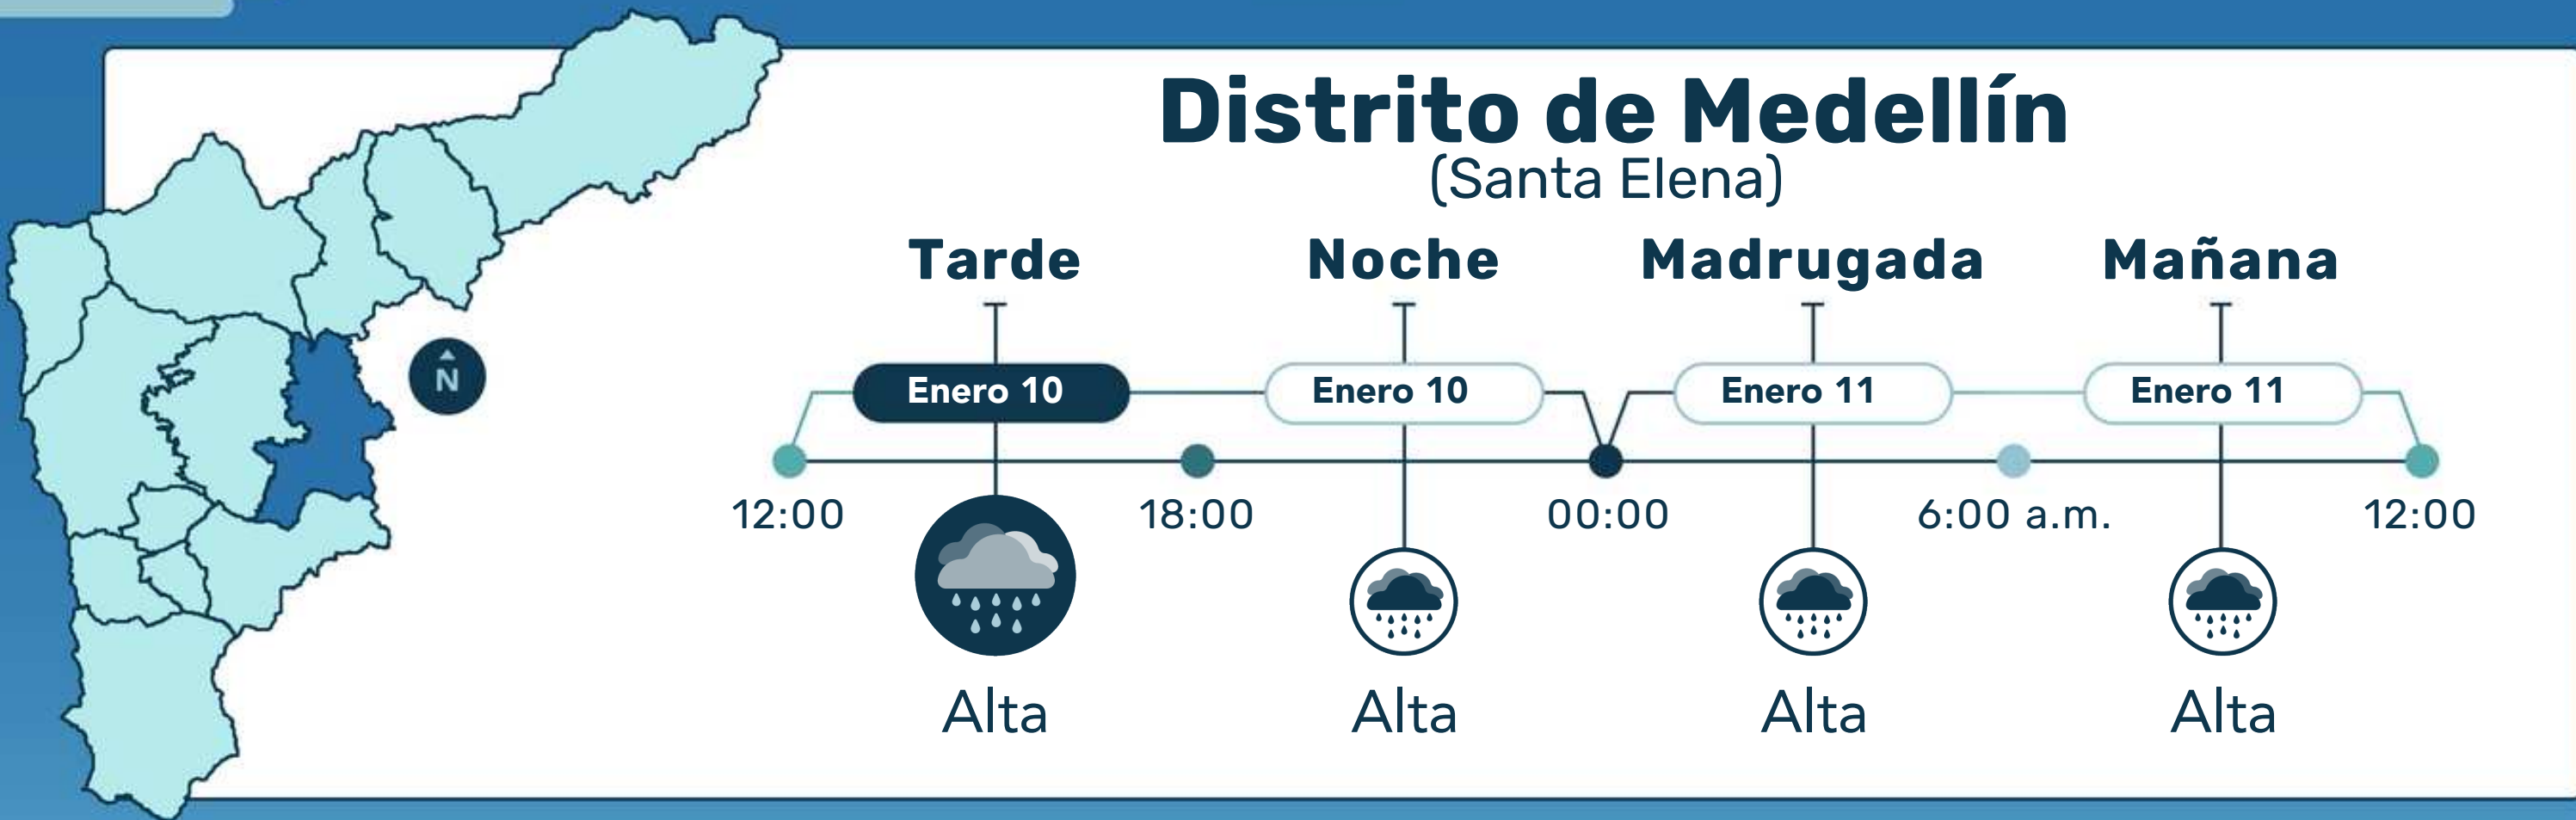 Distrito de Medellín
(Santa Elena)
Tarde Noche Madrugada Mañana
N
Enero 10 Enero 10 Enero 11 Enero 11
12:00 18:00 00:00 6:00 a.m. 12:00
Alta Alta Alta Alta